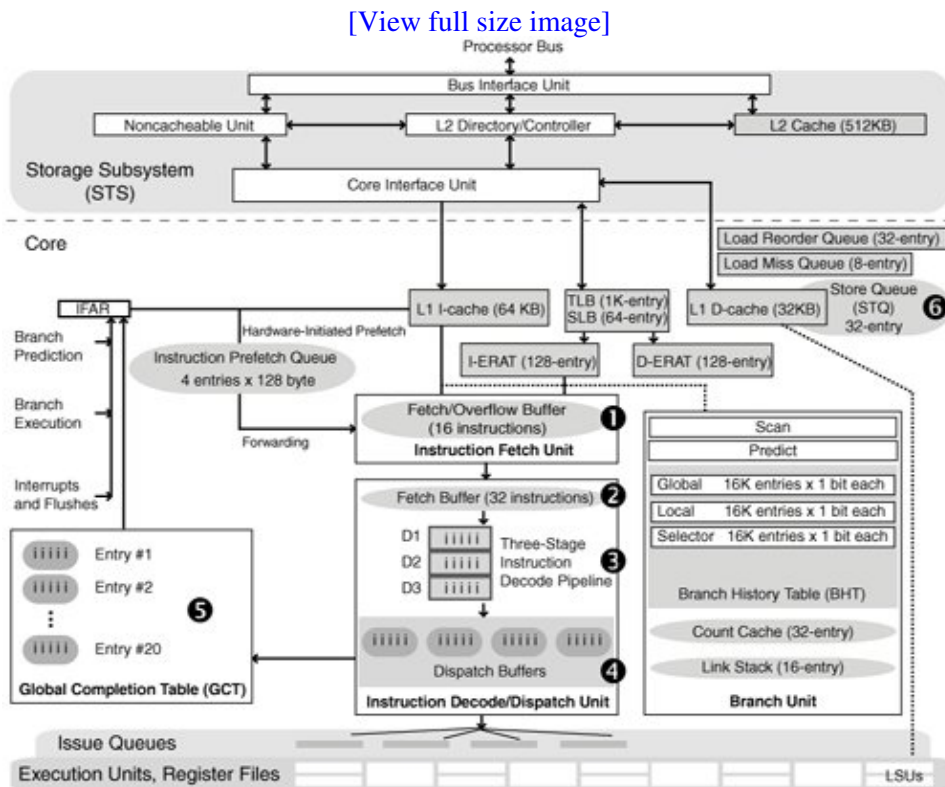 [View full size image]
Processor Bus
Bus Interface Unit
Noncacheable Unit
L2 Directory/Controller
L2 Cache (512KB)
Storage Subsystem
(STS)
Core Interface Unit
Core
Load Reorder Queue (32-entry)
Load Miss Queue (8-entry)
IFAR
L1 I-cache (64 KB)
TLB (1K-entry)
SLB (64-entry)
L1 D-cache (32KB)
Store Queue
(STQ)
32-entry
6
Branch
Prediction
Hardware-Initiated Prefetch
Instruction Prefetch Queue
4 entries x 128 byte
I-ERAT (128-entry)
D-ERAT (128-entry)
Branch
Execution
Forwarding
Fetch/Overflow Buffer
(16 instructions)
1
Instruction Fetch Unit
Scan
Predict
Interrupts
and Flushes
Fetch Buffer (32 instructions)
2
Global 16K entries x 1 bit each
Local 16K entries x 1 bit each
Selector 16K entries x 1 bit each
D1 i i i i i
D2 i i i i i
D3 i i i i i
Three-Stage
Instruction
Decode Pipeline
3
Branch History Table (BHT)
i i i i i Entry #1
i i i i i Entry #2
i i i i i Entry #20
5
Global Completion Table (GCT)
i i i i i i i i i i i i i i i i i i i i
Dispatch Buffers
4
Instruction Decode/Dispatch Unit
Count Cache (32-entry)
Link Stack (16-entry)
Branch Unit
Issue Queues
Execution Units, Register Files
LSUs